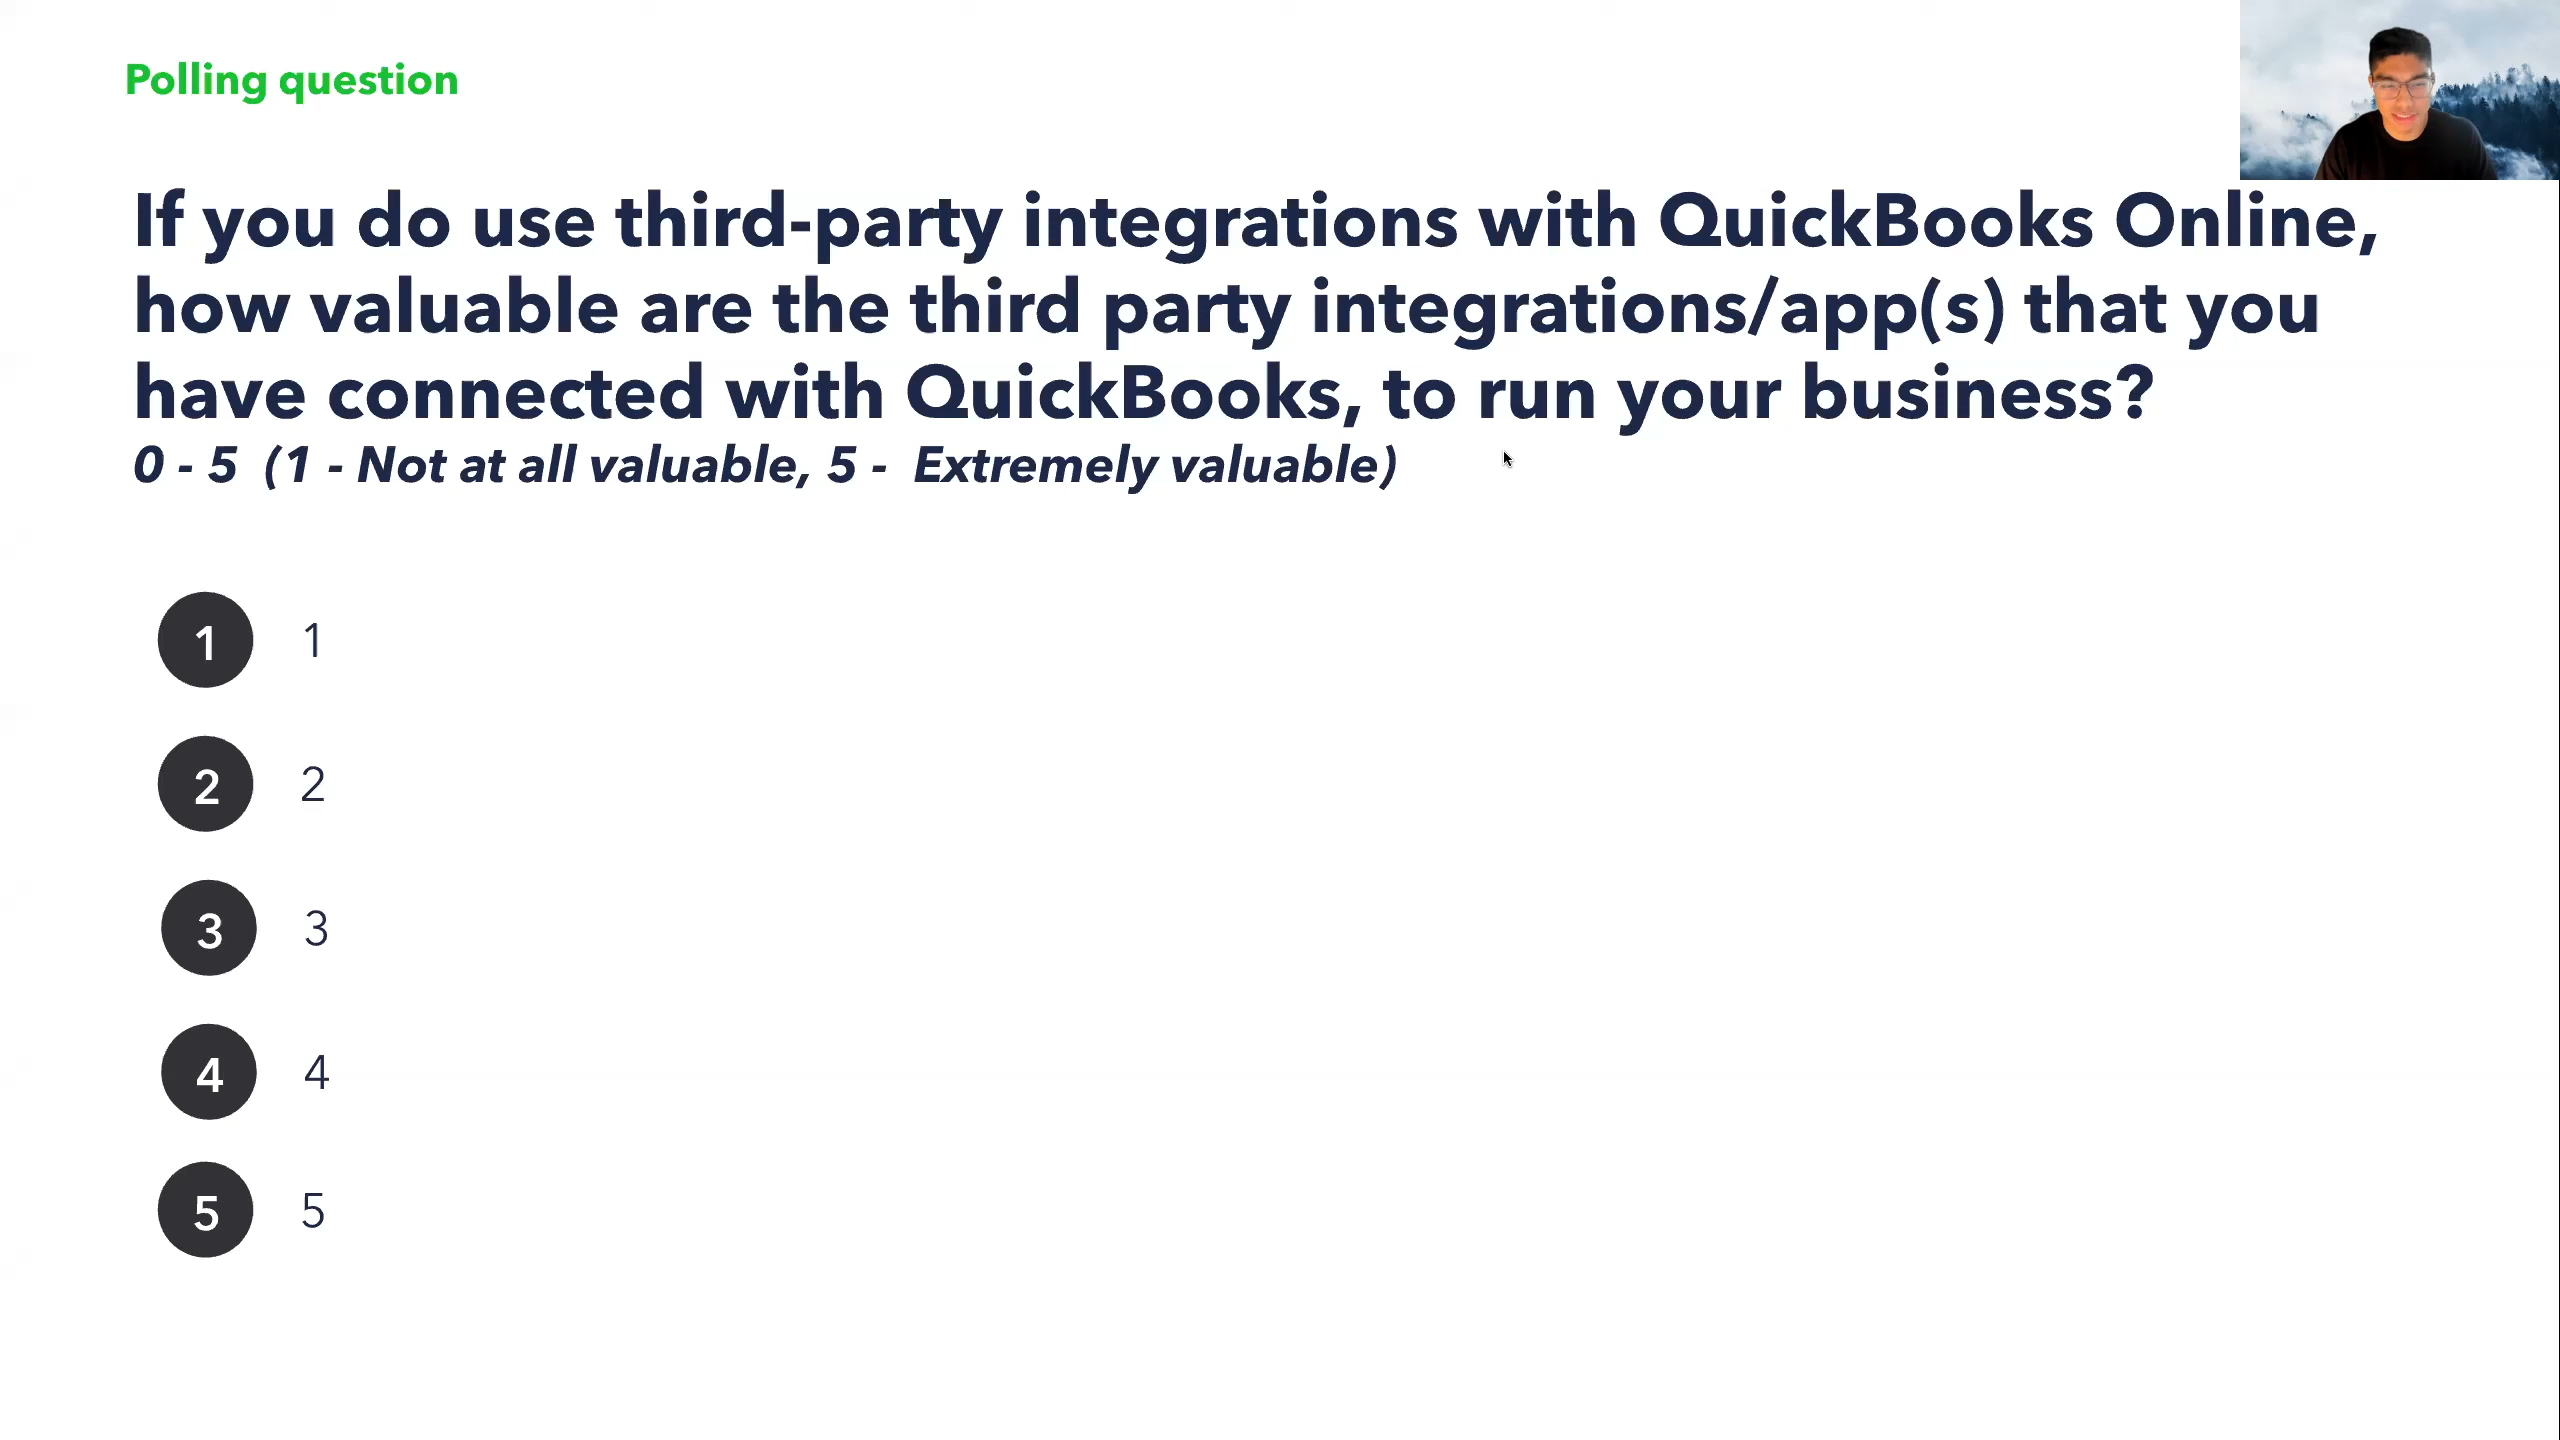 Polling question
If you do use third-party integrations with QuickBooks Online,
how valuable are the third party integrations/app(s) that you
have connected with QuickBooks, to run your business?
0 - 5 (1 - Not at all valuable, 5 - Extremely valuable)
1 1
2 2
3 3
4 4
5 5